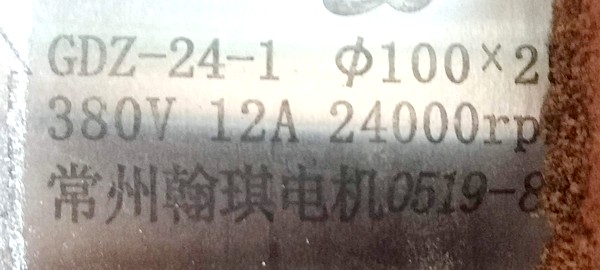 GDZ-24-1 Φ100×2
380V 12A 24000rp
常州翰琪电机0519-8